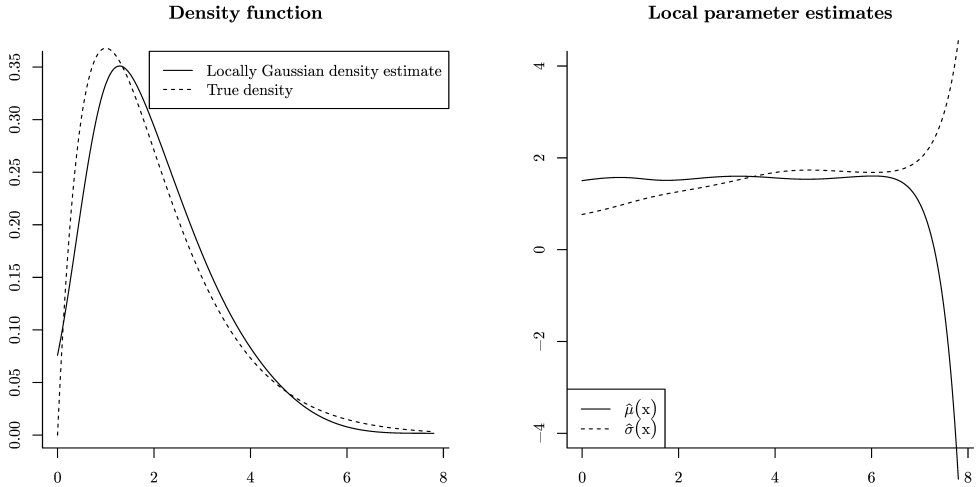 Density function
Locally Gaussian density estimate
True density
0.35
0.30
0.25
0.20
0.15
0.10
0.05
0.00
0 2 4 6 8
Local parameter estimates
4
2
0
−2
−4
μ̂(x)
σ̂(x)
0 2 4 6 8